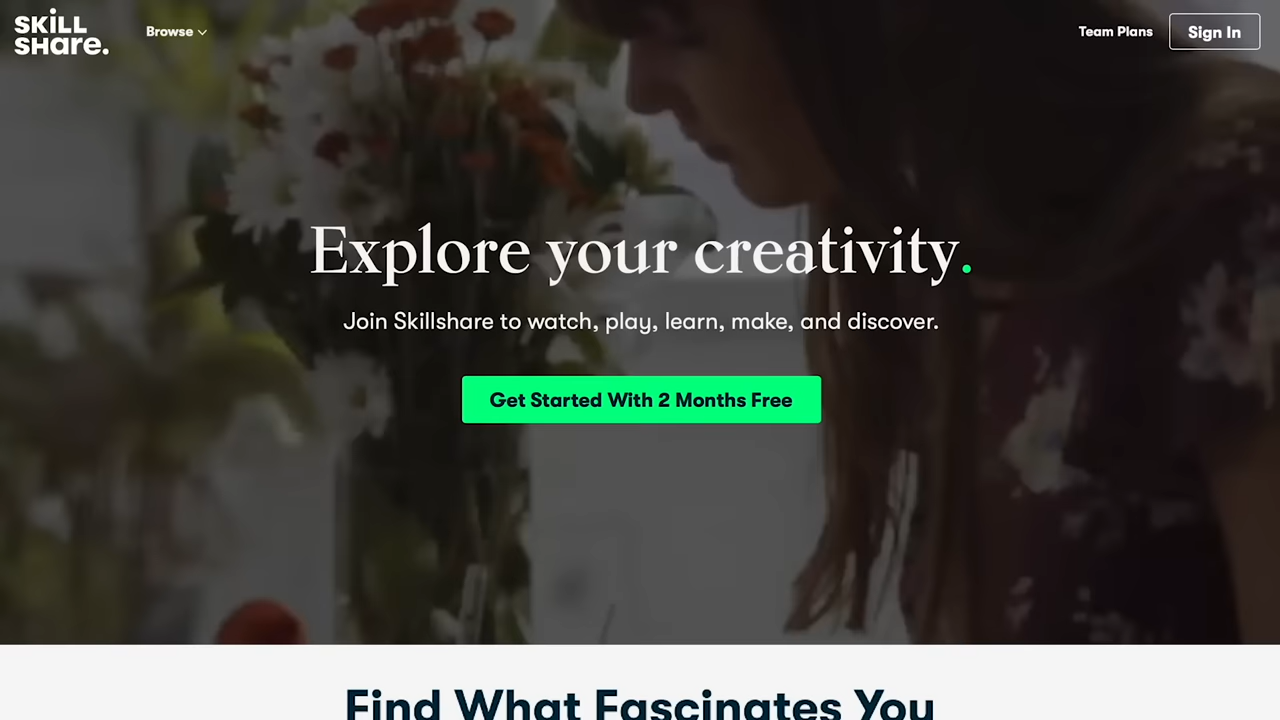 SKiLL
SHare.
Browse
Team Plans
Sign In
Explore your creativity.
Join Skillshare to watch, play, learn, make, and discover.
Get Started With 2 Months Free
Find What Fascinates You